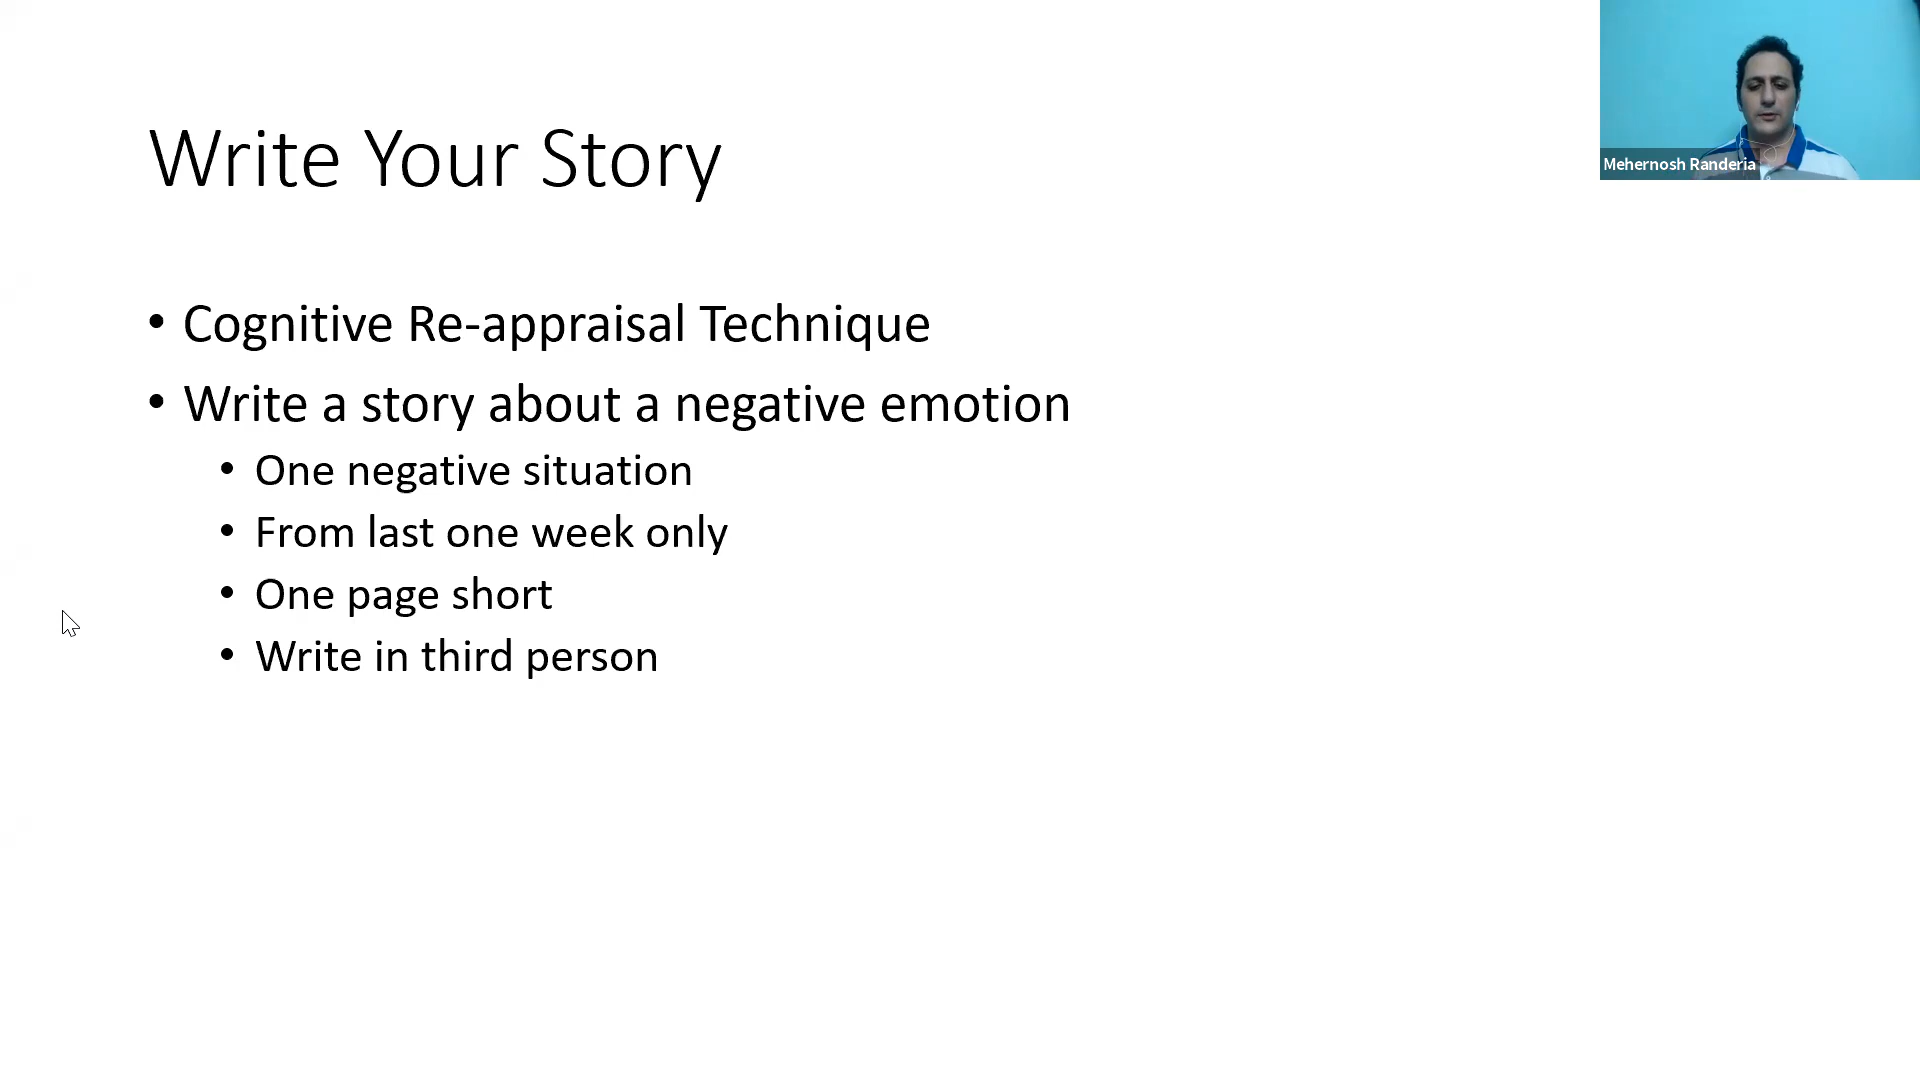 Write Your Story
Mehernosh Randeria
• Cognitive Re-appraisal Technique
• Write a story about a negative emotion
• One negative situation
• From last one week only
• One page short
• Write in third person